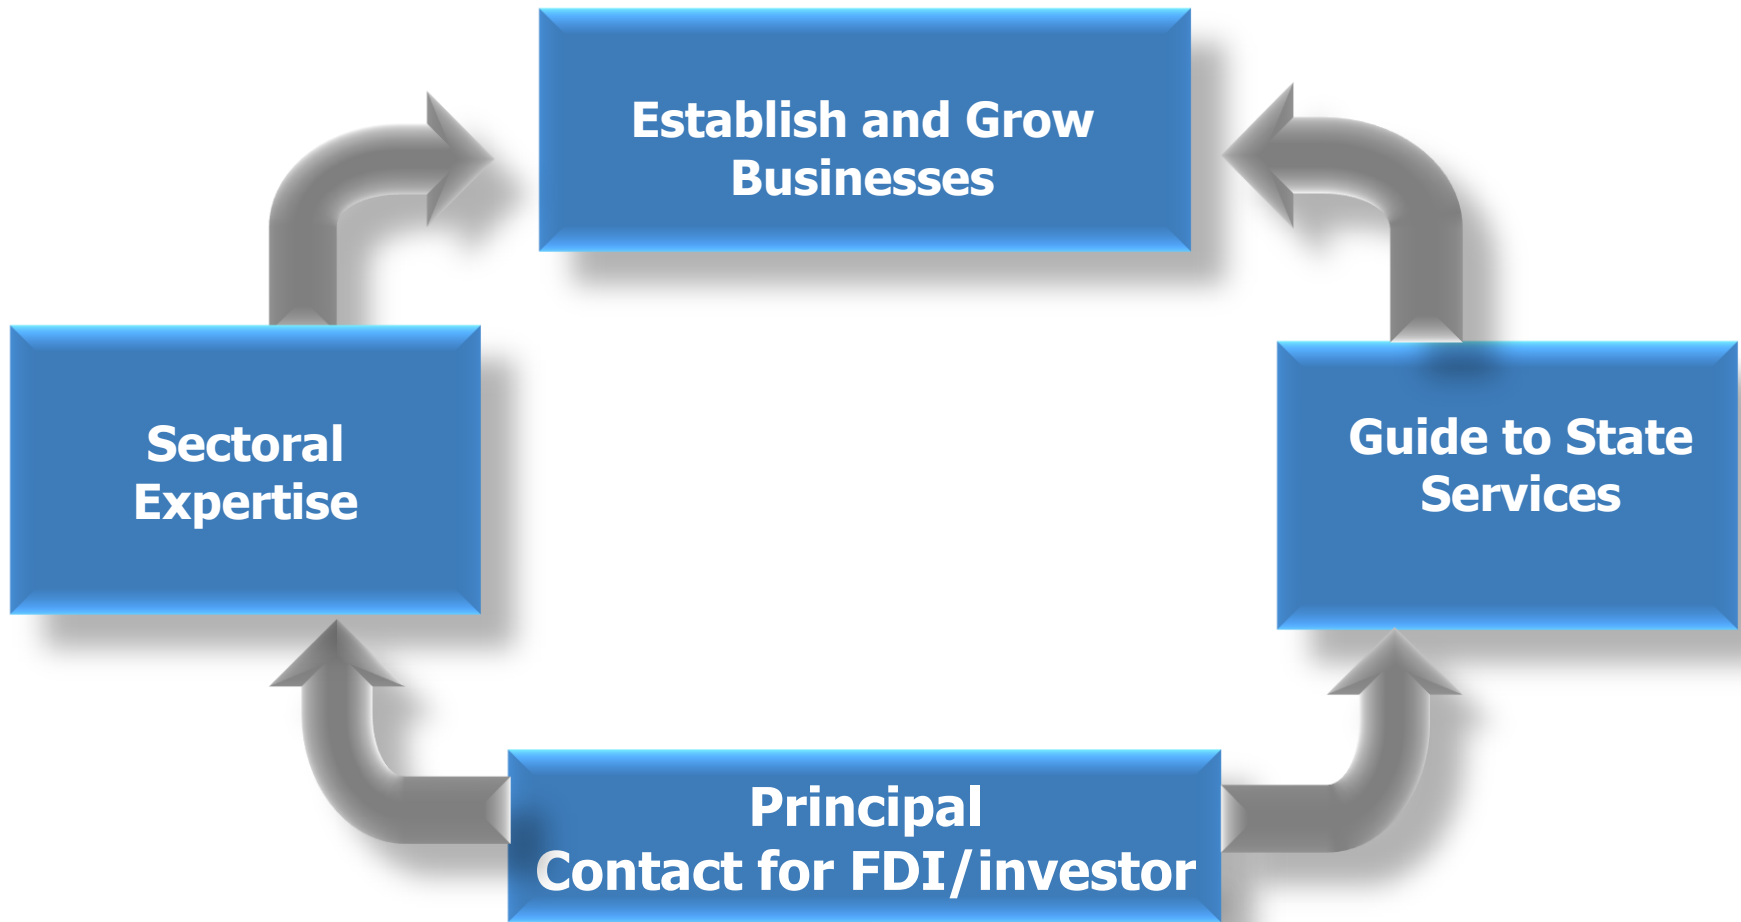 Establish and Grow
Businesses
Sectoral
Expertise
Guide to State
Services
Principal
Contact for FDI/investor